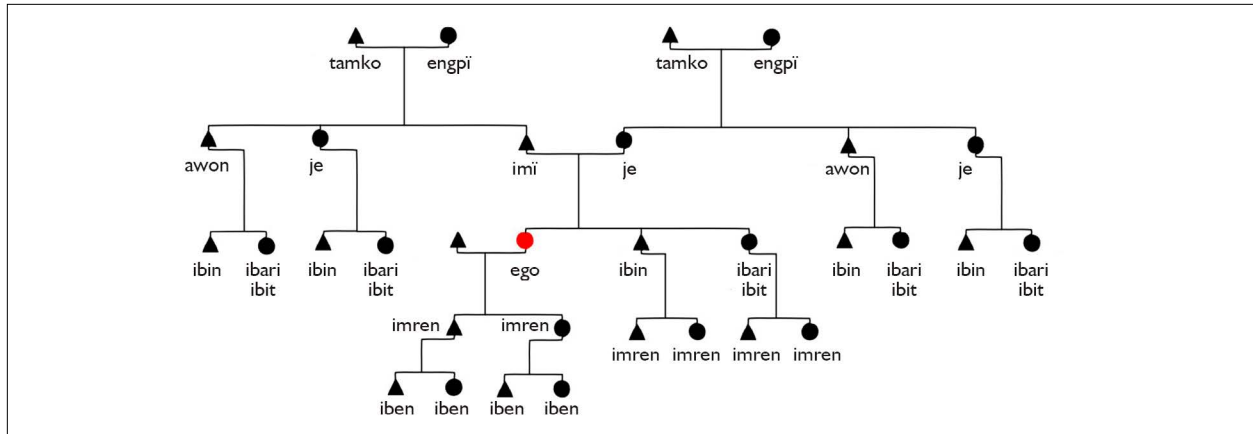 tamko engpï tamko engpï
awon je imï je awon je
ibin ibari ibin ibari ego ibin ibari ibin ibari ibin ibari
ibit ibit ibit ibit ibit
imren imren
imren imren imren imren
iben iben iben iben